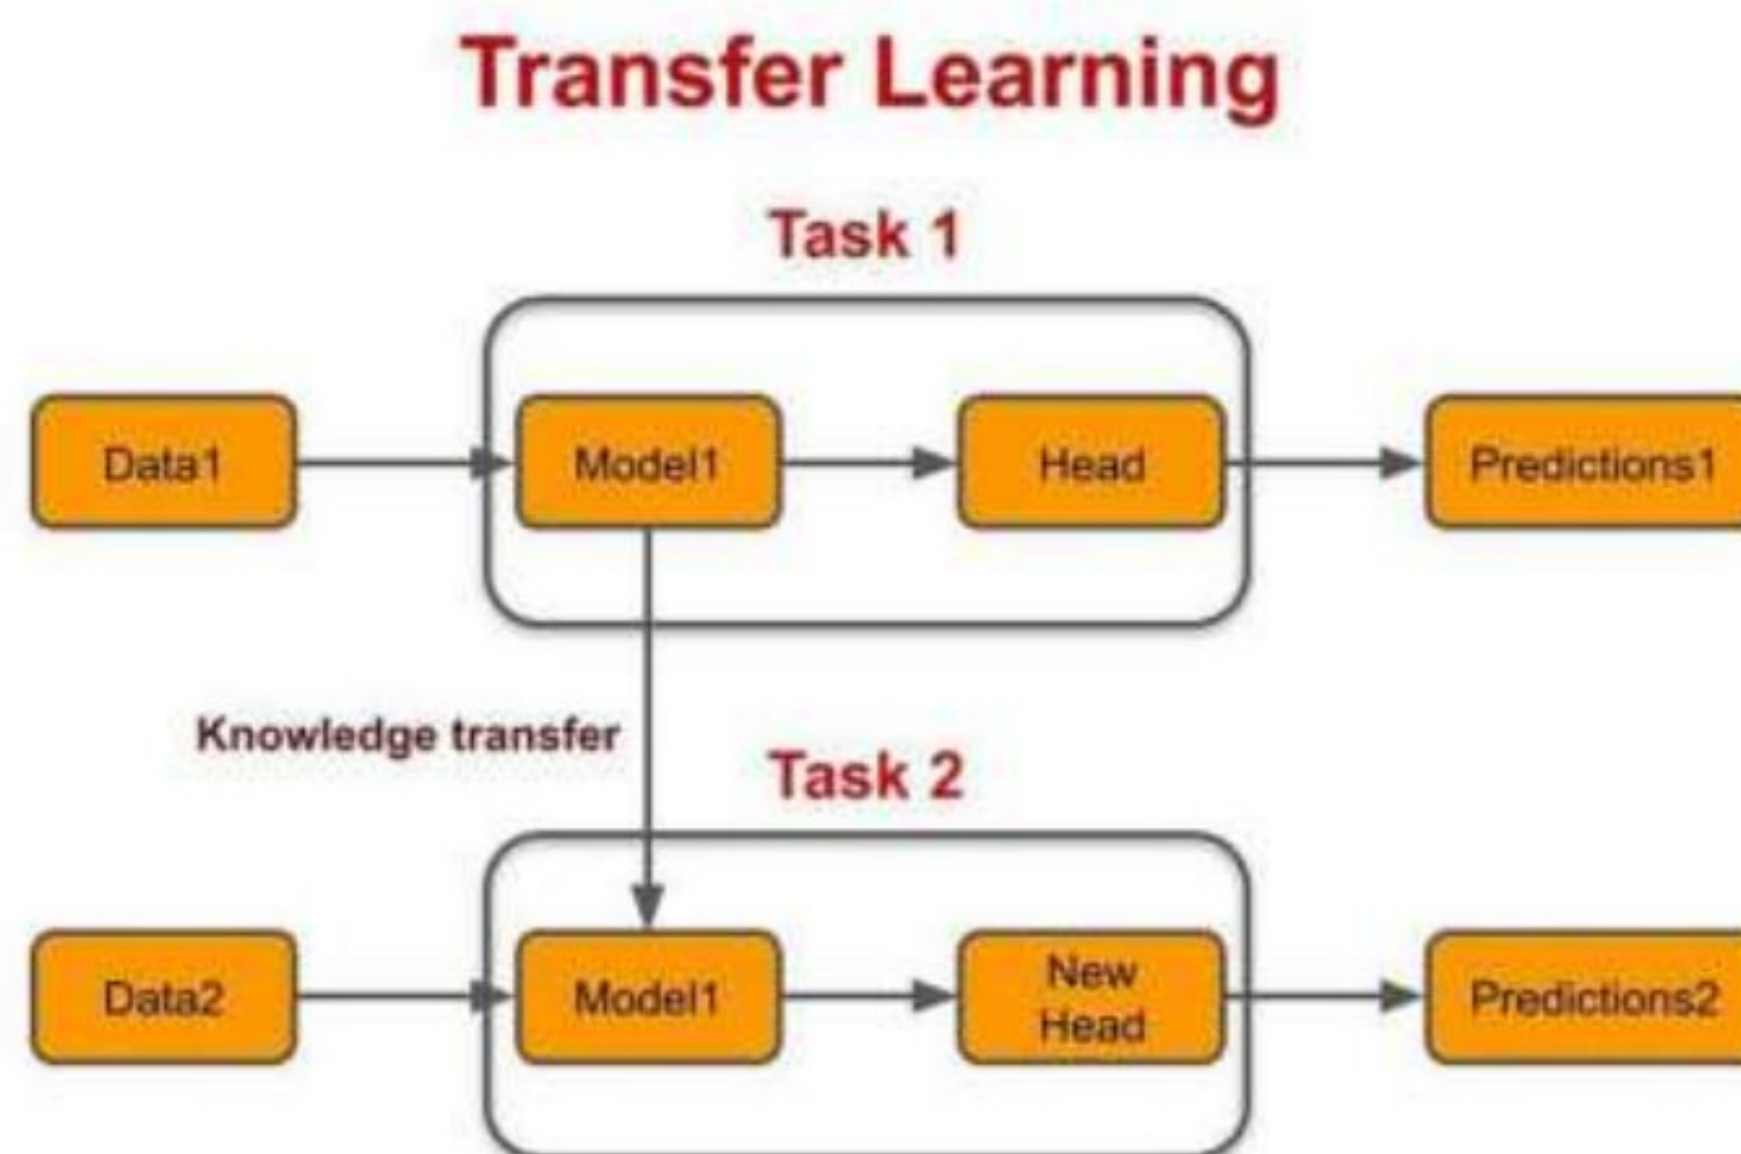 Transfer Learning
Task 1
Data1
Model1
Head
Predictions1
Knowledge transfer
Task 2
Data2
Model1
New
Head
Predictions2